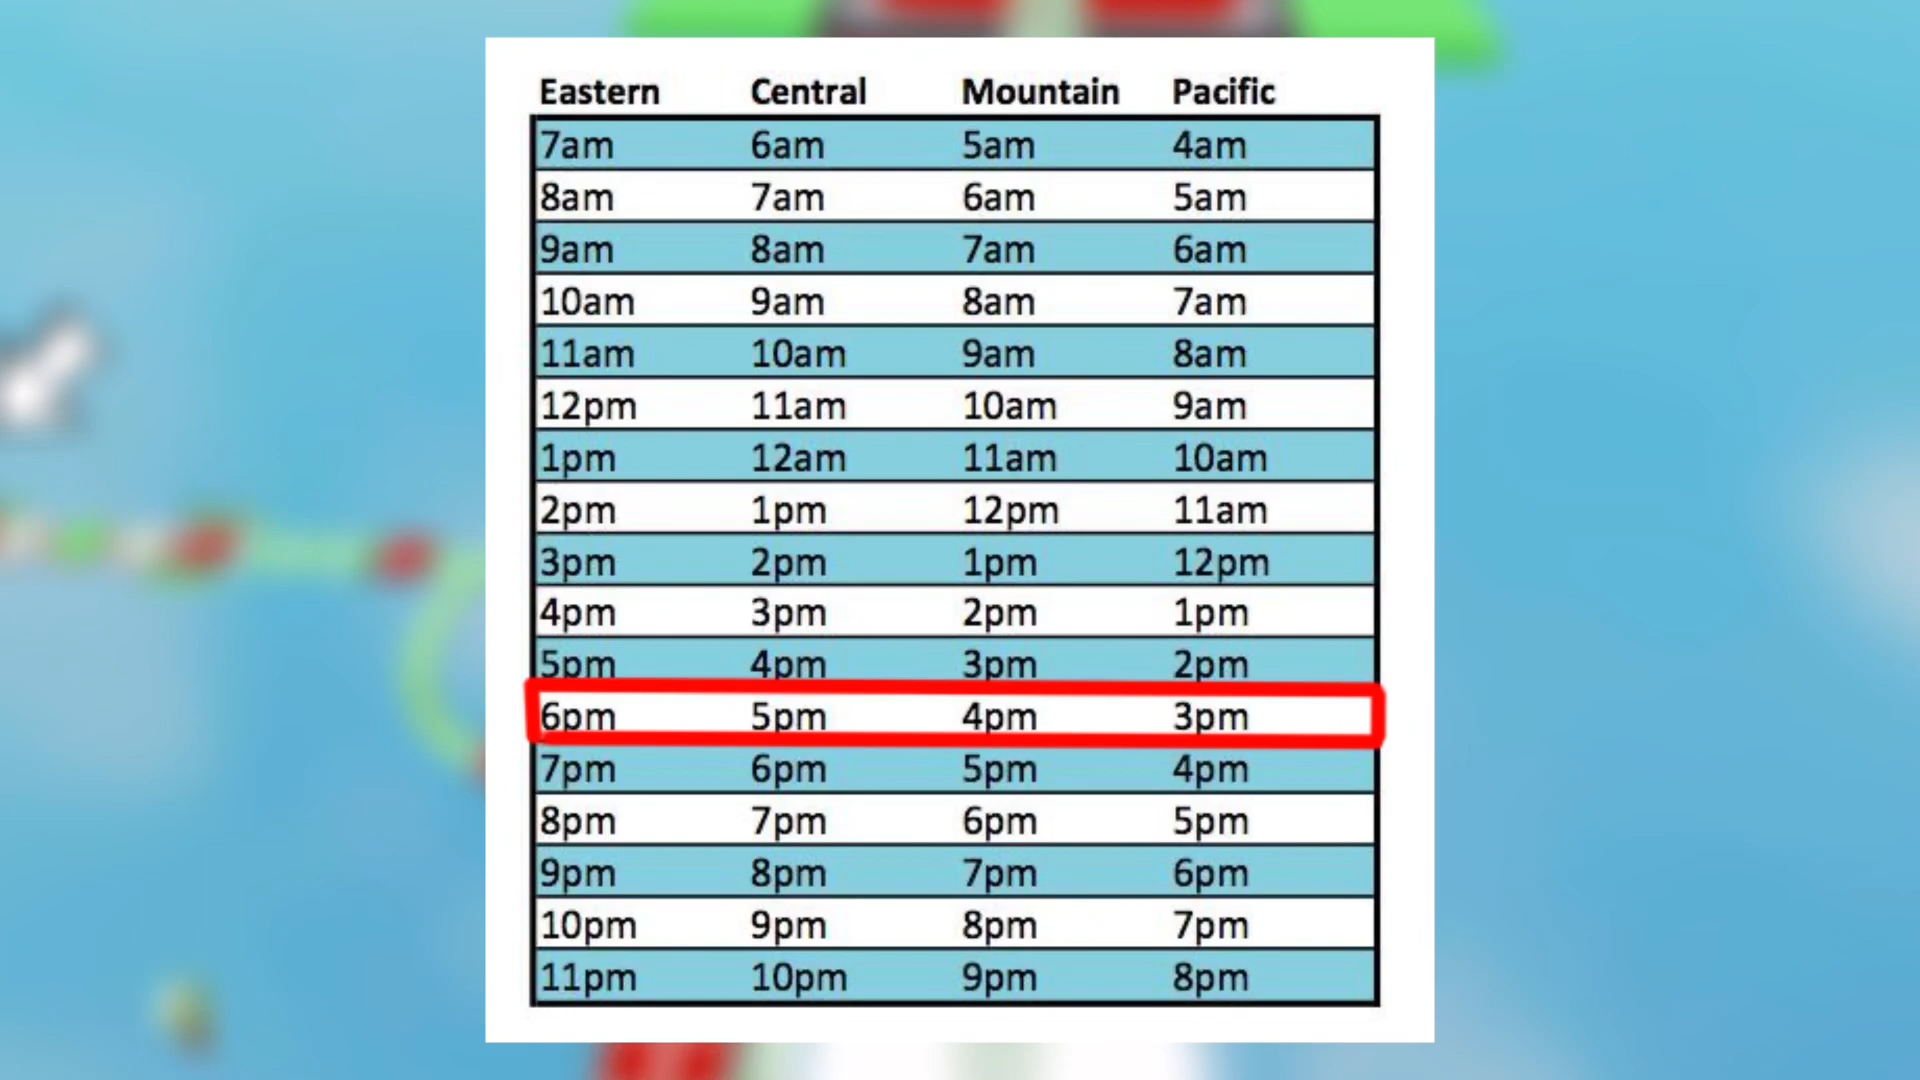 Eastern Central Mountain Pacific
7am 6am 5am 4am
8am 7am 6am 5am
9am 8am 7am 6am
10am 9am 8am 7am
11am 10am 9am 8am
12pm 11am 10am 9am
1pm 12am 11am 10am
2pm 1pm 12pm 11am
3pm 2pm 1pm 12pm
4pm 3pm 2pm 1pm
5pm 4pm 3pm 2pm
6pm 5pm 4pm 3pm
7pm 6pm 5pm 4pm
8pm 7pm 6pm 5pm
9pm 8pm 7pm 6pm
10pm 9pm 8pm 7pm
11pm 10pm 9pm 8pm